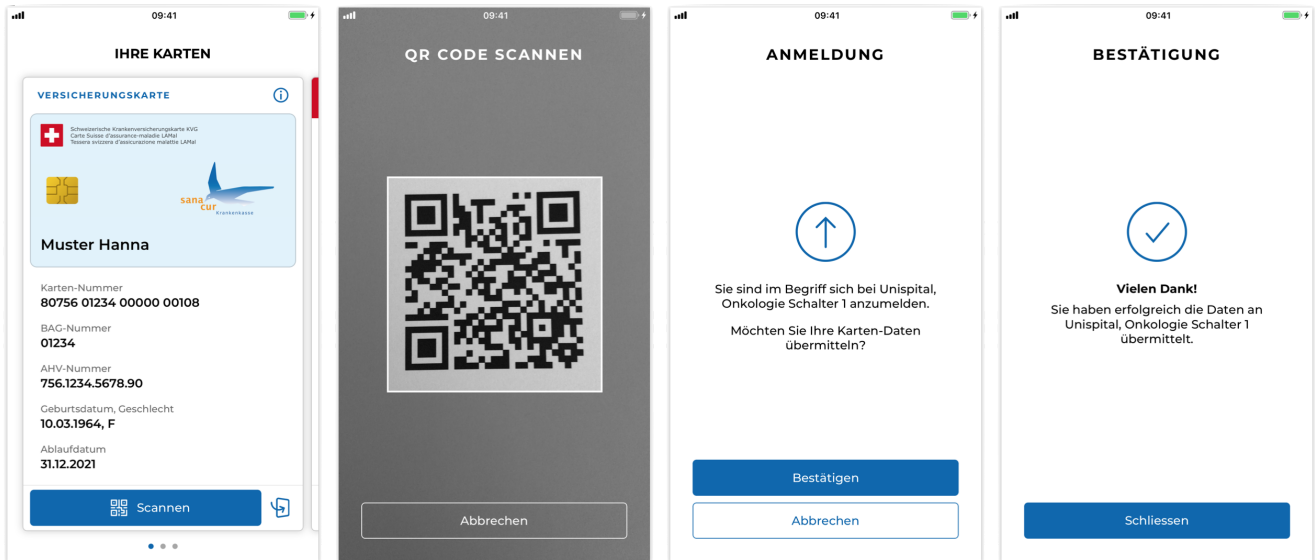 09:41
IHRE KARTEN
VERSICHERUNGSKARTE
Schweizerische Krankenversicherungskarte KVG
Carte Suisse d'assurance-maladie LAMal
Tessera svizzera d'assicurazione malattie LAMal
sana
cur
Krankenkasse
Muster Hanna
Karten-Nummer
80756 01234 00000 00108
BAG-Nummer
01234
AHV-Nummer
756.1234.5678.90
Geburtsdatum, Geschlecht
10.03.1964, F
Ablaufdatum
31.12.2021
Scannen
09:41
QR CODE SCANNEN
Abbrechen
09:41
ANMELDUNG
Sie sind im Begriff sich bei Unispital,
Onkologie Schalter 1 anzumelden.
Möchten Sie Ihre Karten-Daten
übermitteln?
Bestätigen
Abbrechen
09:41
BESTÄTIGUNG
Vielen Dank!
Sie haben erfolgreich die Daten an
Unispital, Onkologie Schalter 1
übermittelt.
Schliessen